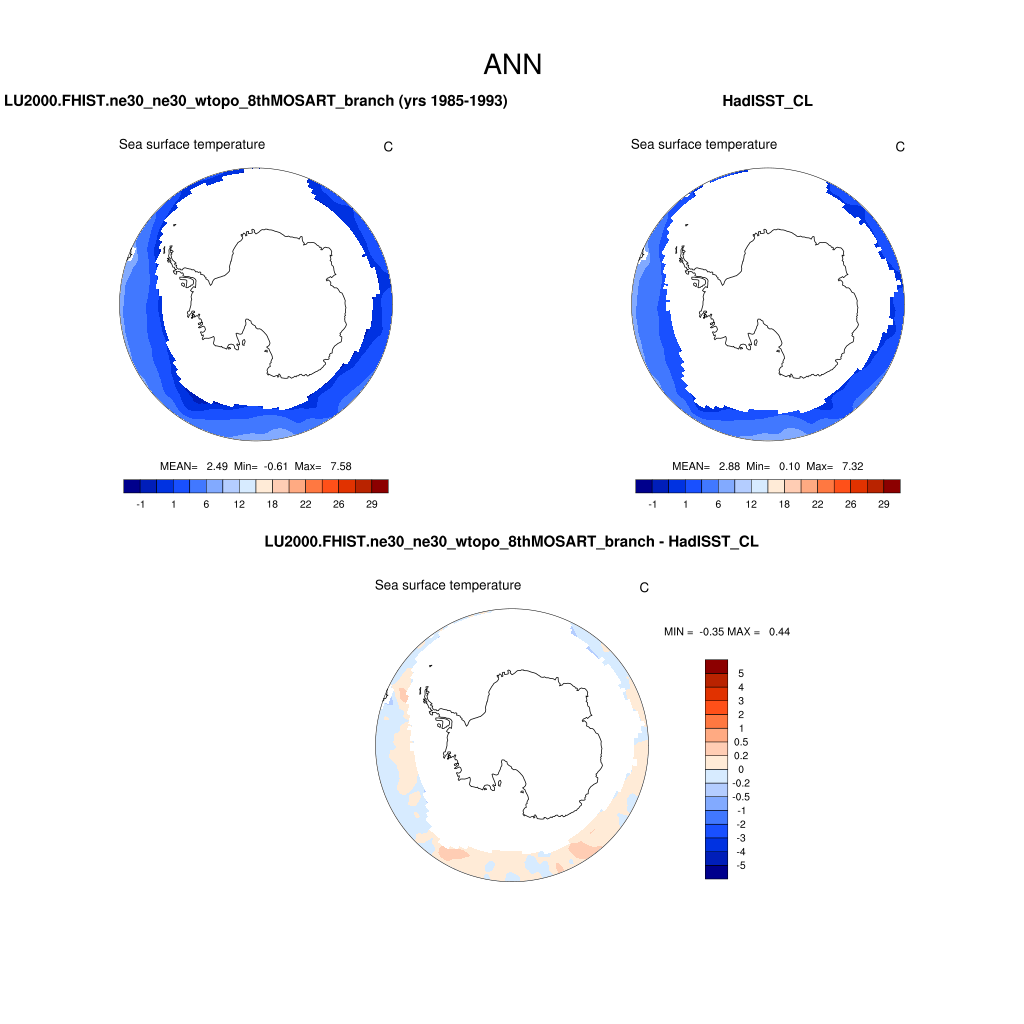 ANN
LU2000.FHIST.ne30_ne30_wtopo_8thMOSART_branch (yrs 1985-1993)
HadISST_CL
Sea surface temperature C
Sea surface temperature C
MEAN= 2.49 Min= -0.61 Max= 7.58
MEAN= 2.88 Min= 0.10 Max= 7.32
-1 1 6 12 18 22 26 29
-1 1 6 12 18 22 26 29
LU2000.FHIST.ne30_ne30_wtopo_8thMOSART_branch - HadISST_CL
Sea surface temperature C
MIN = -0.35 MAX = 0.44
5
4
3
2
1
0.5
0.2
0
-0.2
-0.5
-1
-2
-3
-4
-5